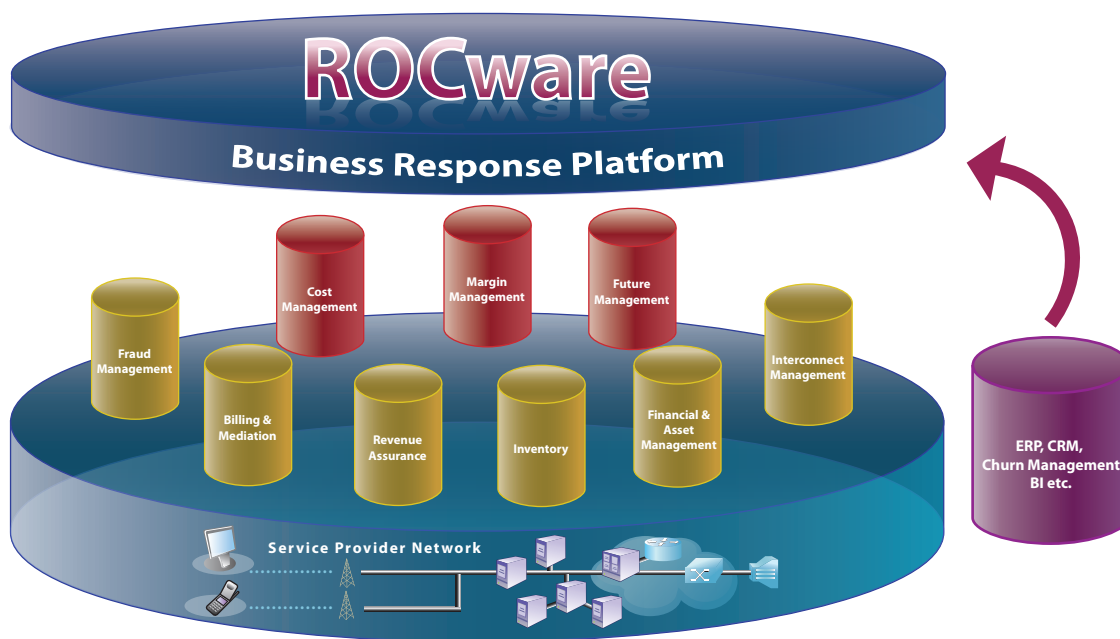 ROCware
Business Response Platform
Cost
Management
Margin
Management
Future
Management
Fraud
Management
Interconnect
Management
Billing &
Mediation
Revenue
Assurance
Inventory
Financial &
Asset
Management
ERP, CRM,
Churn Management
BI etc.
Service Provider Network